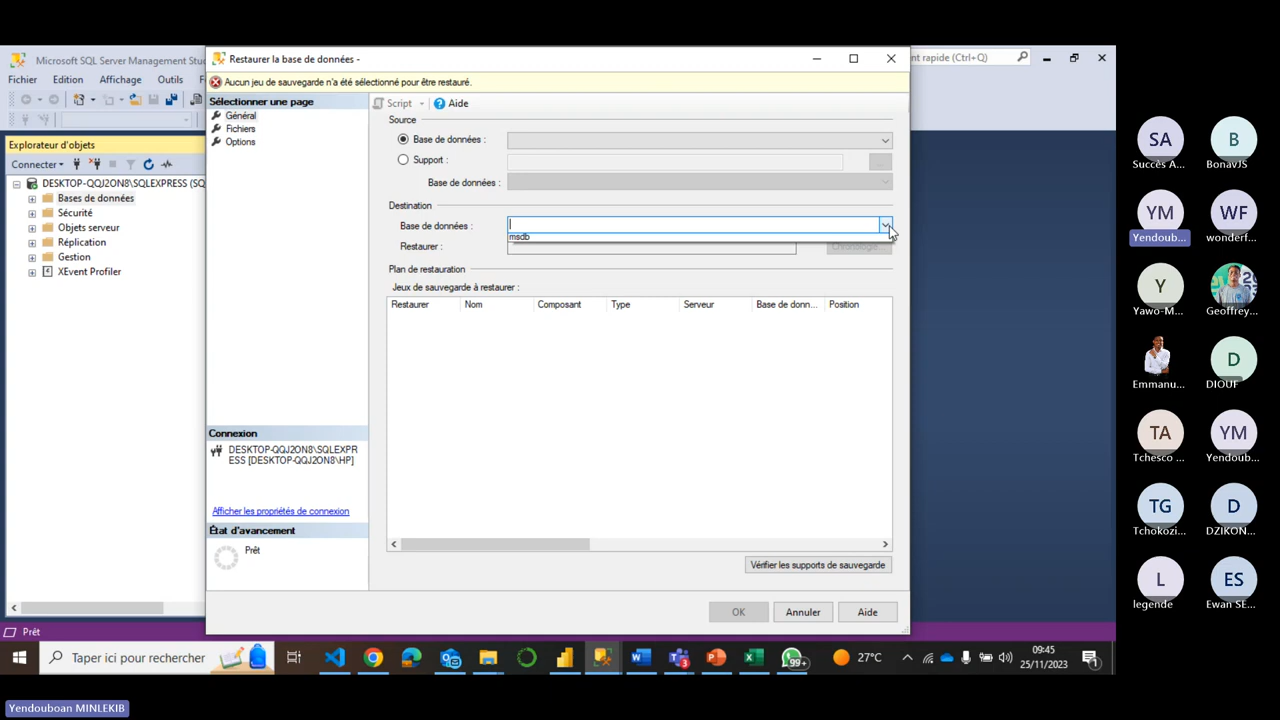 Microsoft SQL Server Management Stu
Restaurer la base de données -
nt rapide (Ctrl+Q)
Fichier Edition Affichage Outils
Aucun jeu de sauvegarde n'a été sélectionné pour être restauré.
Sélectionner une page
Général
Fichiers
Options
Script
Aide
Source
Base de données :
Support :
...
Base de données :
Destination
Base de données :
msdb
Restaurer :
Chronologie...
Plan de restauration
Jeux de sauvegarde à restaurer :
Restaurer Nom Composant Type Serveur Base de donn... Position
Explorateur d'objets
Connecter
DESKTOP-QQJ2ON8\SQLEXPRESS (SQ
Bases de données
Sécurité
Objets serveur
Réplication
Gestion
XEvent Profiler
Connexion
DESKTOP-QQJ2ON8\SQLEXPR
ESS [DESKTOP-QQJ2ON8\HP]
Afficher les propriétés de connexion
État d'avancement
Prêt
Vérifier les supports de sauvegarde
OK Annuler Aide
Prêt
Taper ici pour rechercher
3
99+
27°C
09:45
25/11/2023
1
Yendouboan MINLEKIB
SA
Succès A...
B
BonavJS
YM
Yendoub...
WF
wonderf...
Y
Yawo-M...
Geoffrey...
Emmanu...
D
DIOUF
TA
Tchesco ...
YM
Yendoub...
TG
Tchokozi...
D
DZIKON...
L
legende
ES
Ewan SE...